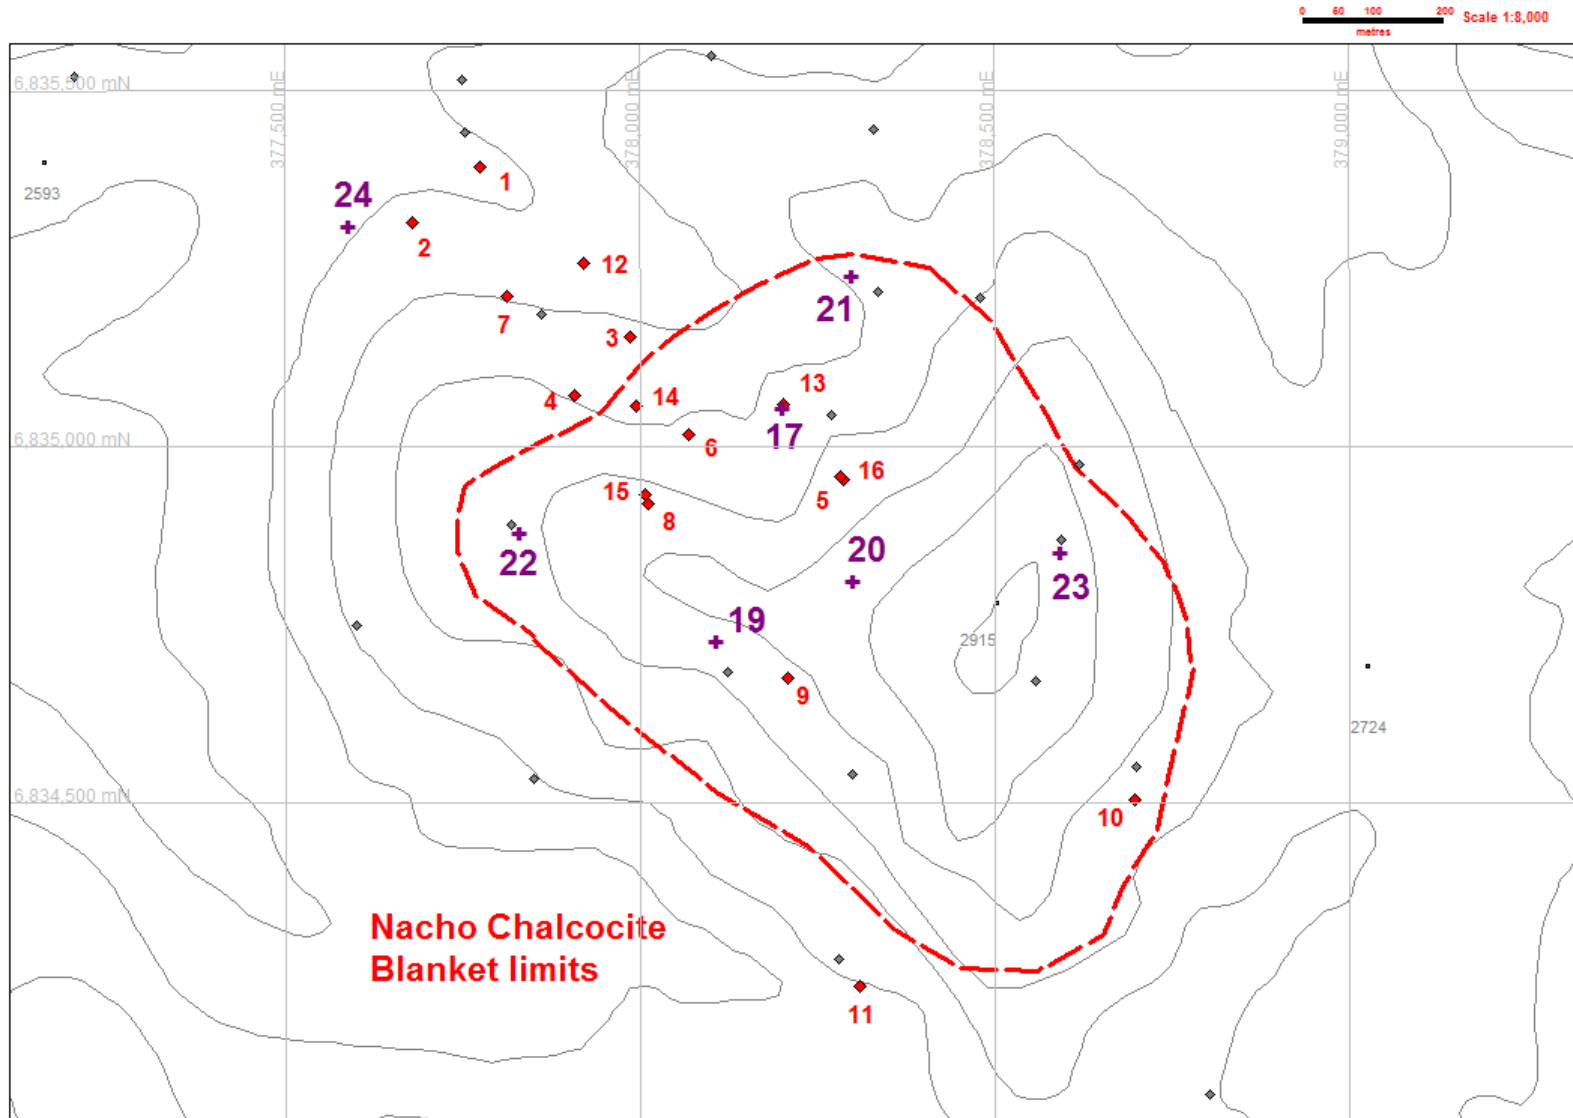 0 50 100 200 Scale 1:8,000
metres
6,835,500 mN
377,500 mE
378,000 mE
378,500 mE
379,000 mE
2593
24
1
2
12
21
7
3
4
14
13
17
6
16
5
15
8
22
20
23
19
2915
9
2724
10
11
6,835,000 mN
6,834,500 mN
Nacho Chalcocite
Blanket limits